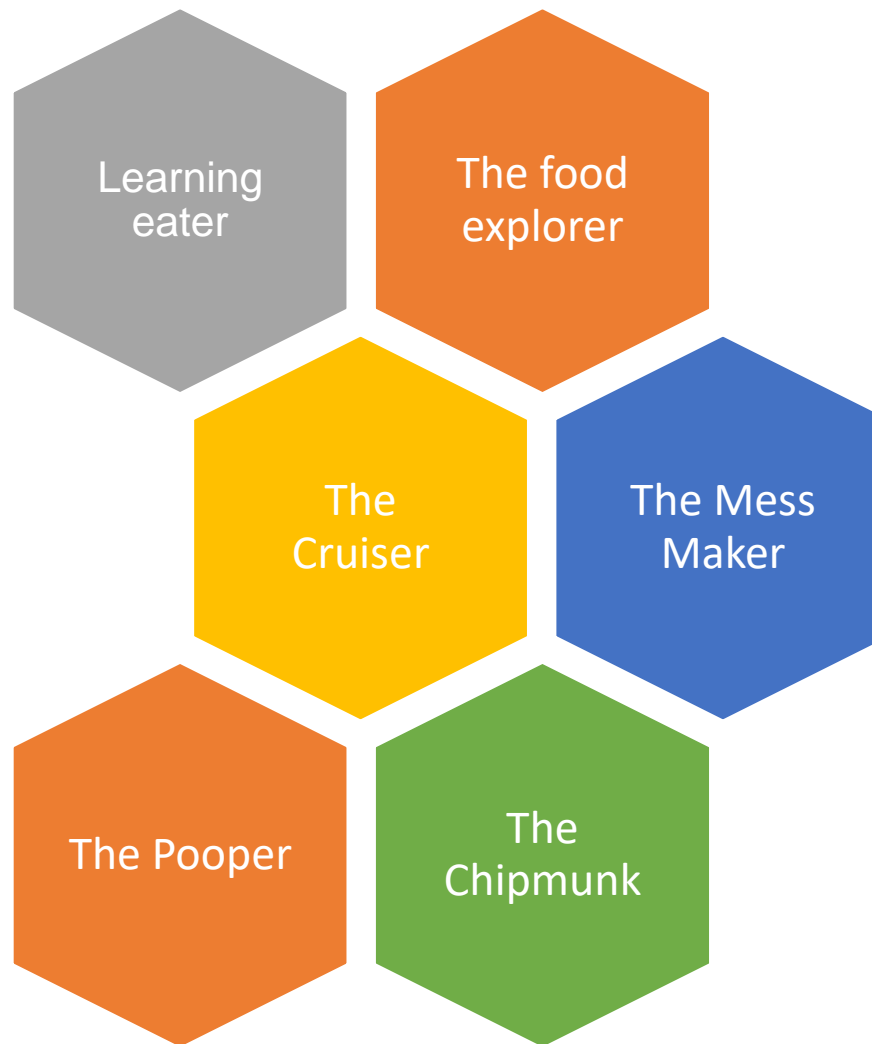 Learning
eater
The food
explorer
The
Cruiser
The Mess
Maker
The Pooper
The
Chipmunk